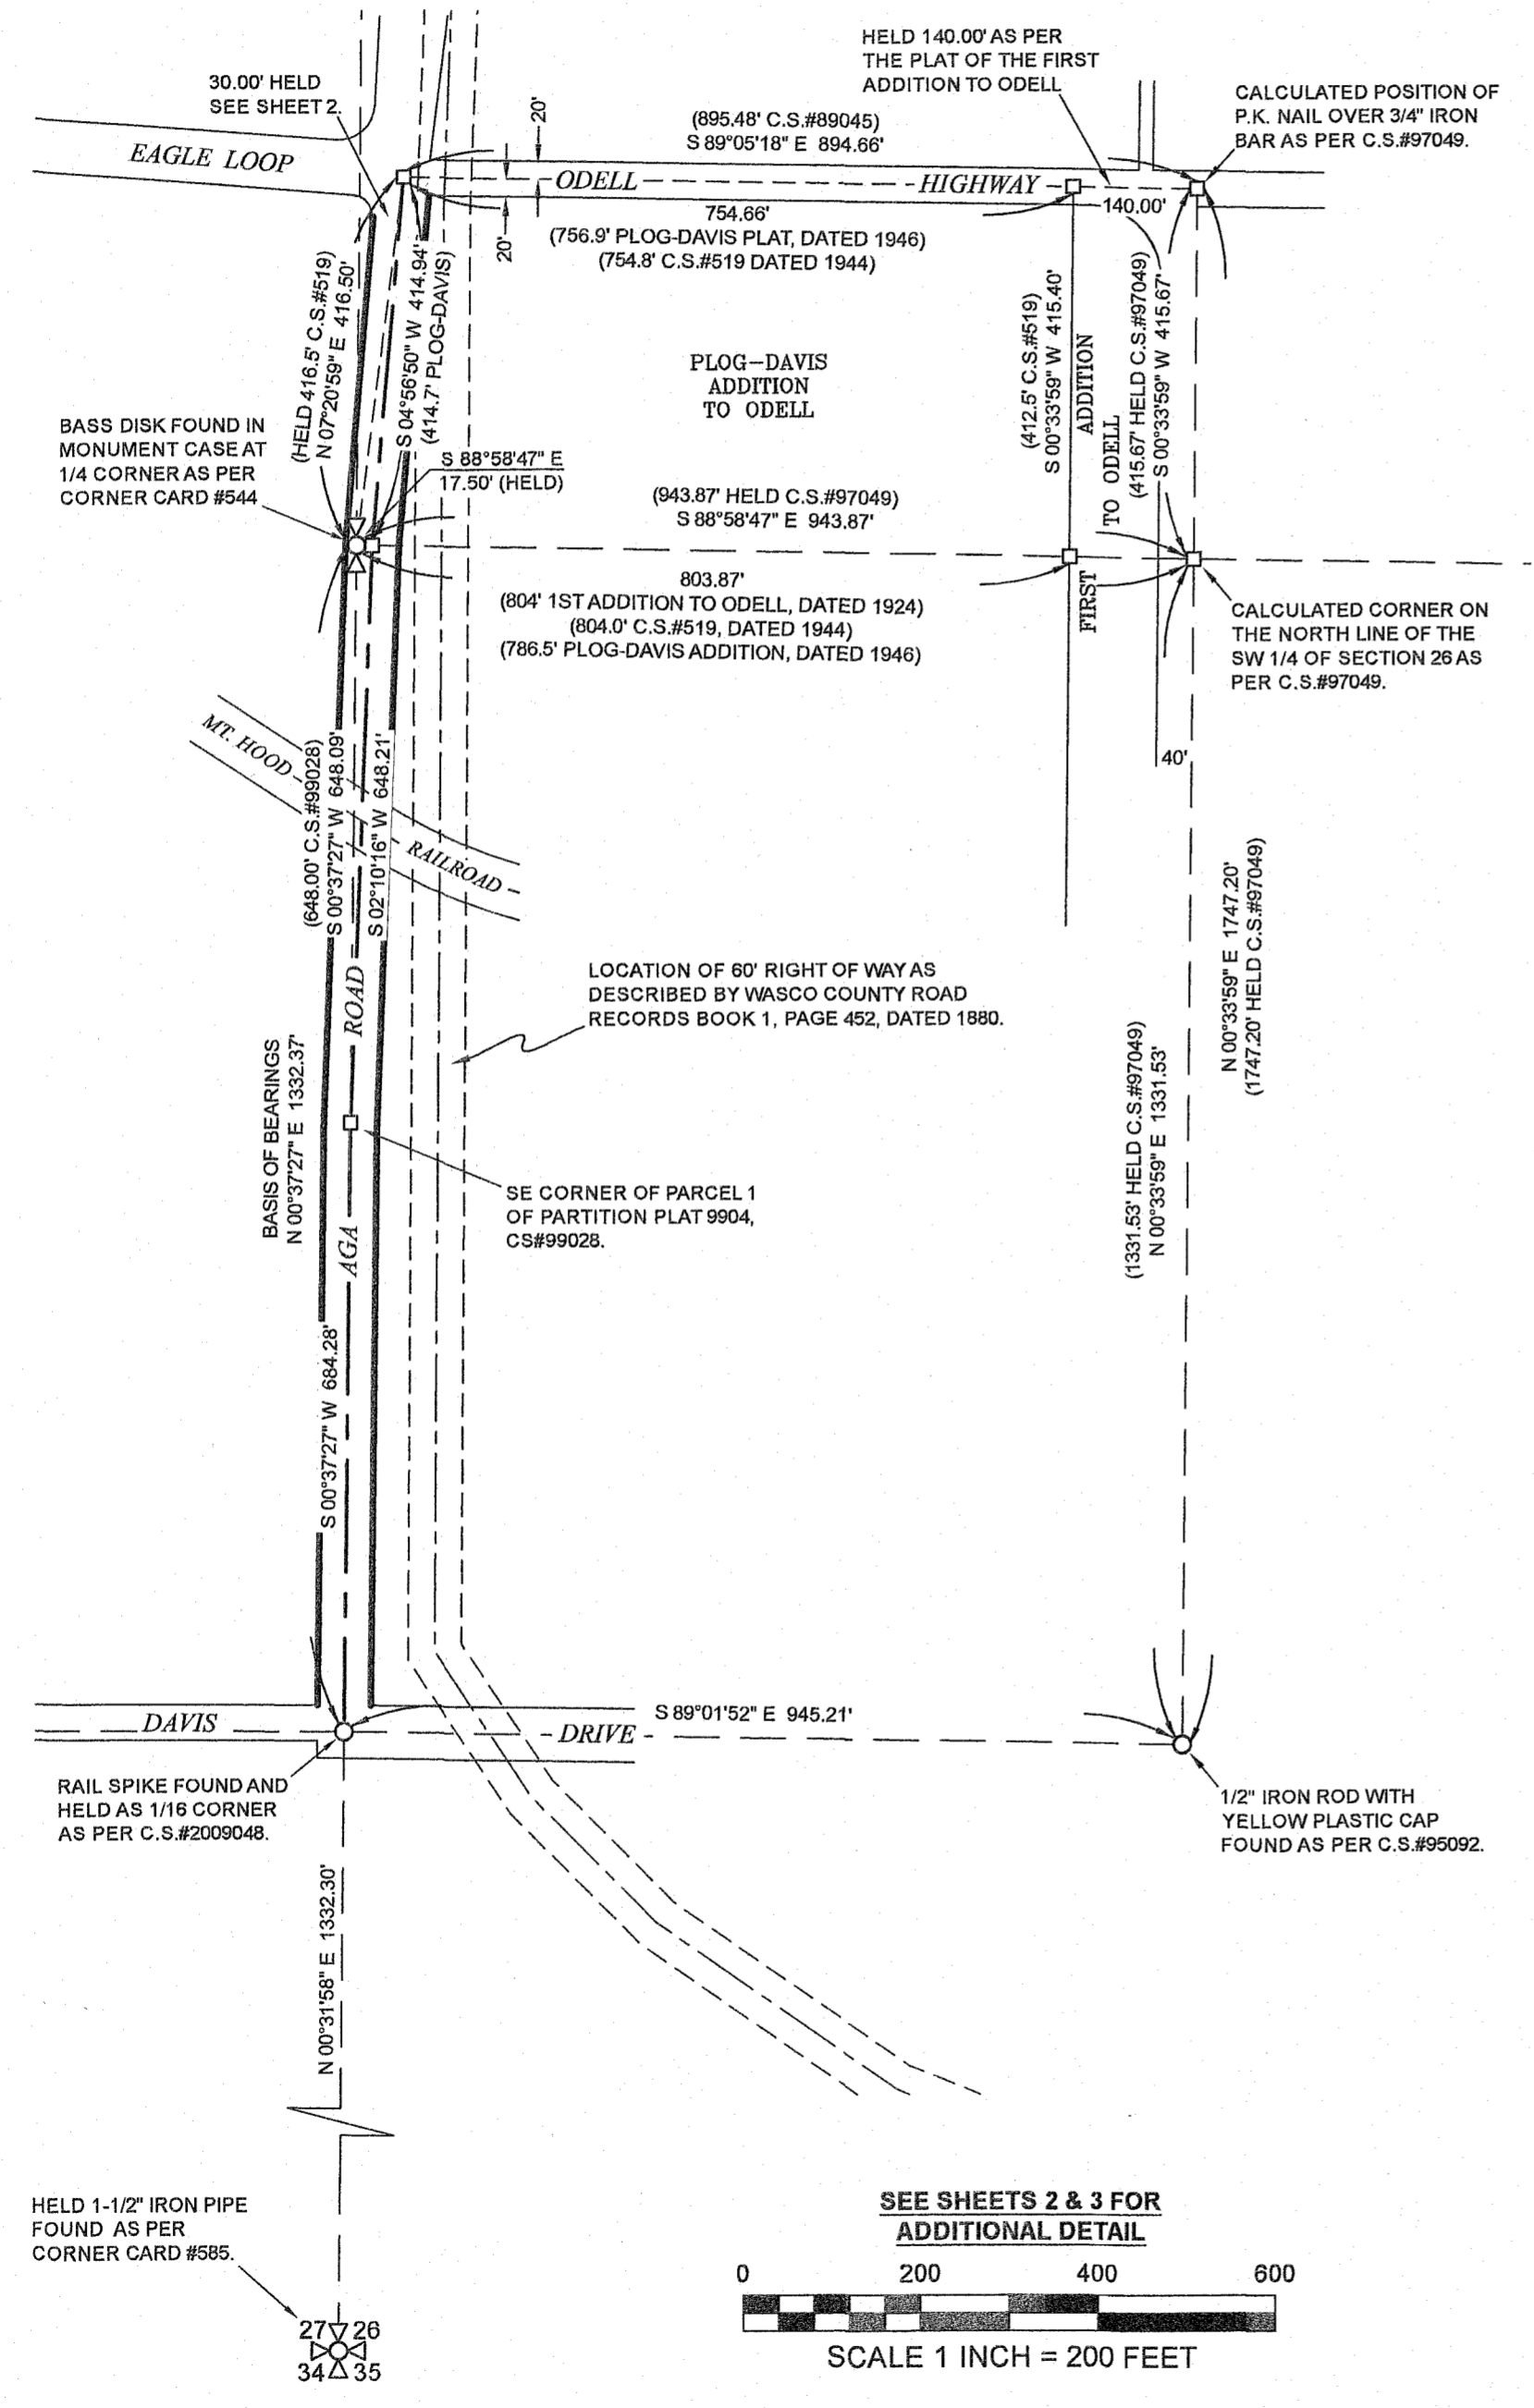 HELD 140.00' AS PER
THE PLAT OF THE FIRST
ADDITION TO ODELL
30.00' HELD
SEE SHEET 2.
CALCULATED POSITION OF
P.K. NAIL OVER 3/4" IRON
BAR AS PER C.S.#97049.
20'
(895.48' C.S.#89045)
S 89°05'18" E 894.66'
EAGLE LOOP
ODELL
HIGHWAY
140.00'
20'
754.66'
(756.9' PLOG-DAVIS PLAT, DATED 1946)
(754.8' C.S.#519 DATED 1944)
(HELD 416.5' C.S.#519)
N 07°20'59" E 416.50'
S 04°56'50" W 414.94'
(414.7' PLOG-DAVIS)
(412.5' C.S.#519)
S 00°33'59" W 415.40'
ADDITION
TO ODELL
FIRST
(415.67' HELD C.S.#97049)
S 00°33'59" W 415.67'
PLOG-DAVIS
ADDITION
TO ODELL
BASS DISK FOUND IN
MONUMENT CASE AT
1/4 CORNER AS PER
CORNER CARD #544
S 88°58'47" E
17.50' (HELD)
(943.87' HELD C.S.#97049)
S 88°58'47" E 943.87'
803.87'
(804' 1ST ADDITION TO ODELL, DATED 1924)
(804.0' C.S.#519, DATED 1944)
(786.5' PLOG-DAVIS ADDITION, DATED 1946)
CALCULATED CORNER ON
THE NORTH LINE OF THE
SW 1/4 OF SECTION 26 AS
PER C.S.#97049.
40'
MT. HOOD
RAILROAD
(648.00' C.S.#99028)
S 00°37'27" W 648.09'
S 02°10'16" W 648.21'
LOCATION OF 60' RIGHT OF WAY AS
DESCRIBED BY WASCO COUNTY ROAD
RECORDS BOOK 1, PAGE 452, DATED 1880.
N 00°33'59" E 1747.20'
(1747.20' HELD C.S.#97049)
(1331.53' HELD C.S.#97049)
N 00°33'59" E 1331.53'
BASIS OF BEARINGS
N 00°37'27" E 1332.37'
AGA ROAD
SE CORNER OF PARCEL 1
OF PARTITION PLAT 9904,
CS#99028.
S 00°37'27" W 684.28'
DAVIS
DRIVE
S 89°01'52" E 945.21'
RAIL SPIKE FOUND AND
HELD AS 1/16 CORNER
AS PER C.S.#2009048.
1/2" IRON ROD WITH
YELLOW PLASTIC CAP
FOUND AS PER C.S.#95092.
N 00°31'58" E 1332.30'
HELD 1-1/2" IRON PIPE
FOUND AS PER
CORNER CARD #585.
27 26
34 35
SEE SHEETS 2 & 3 FOR
ADDITIONAL DETAIL
0 200 400 600
SCALE 1 INCH = 200 FEET